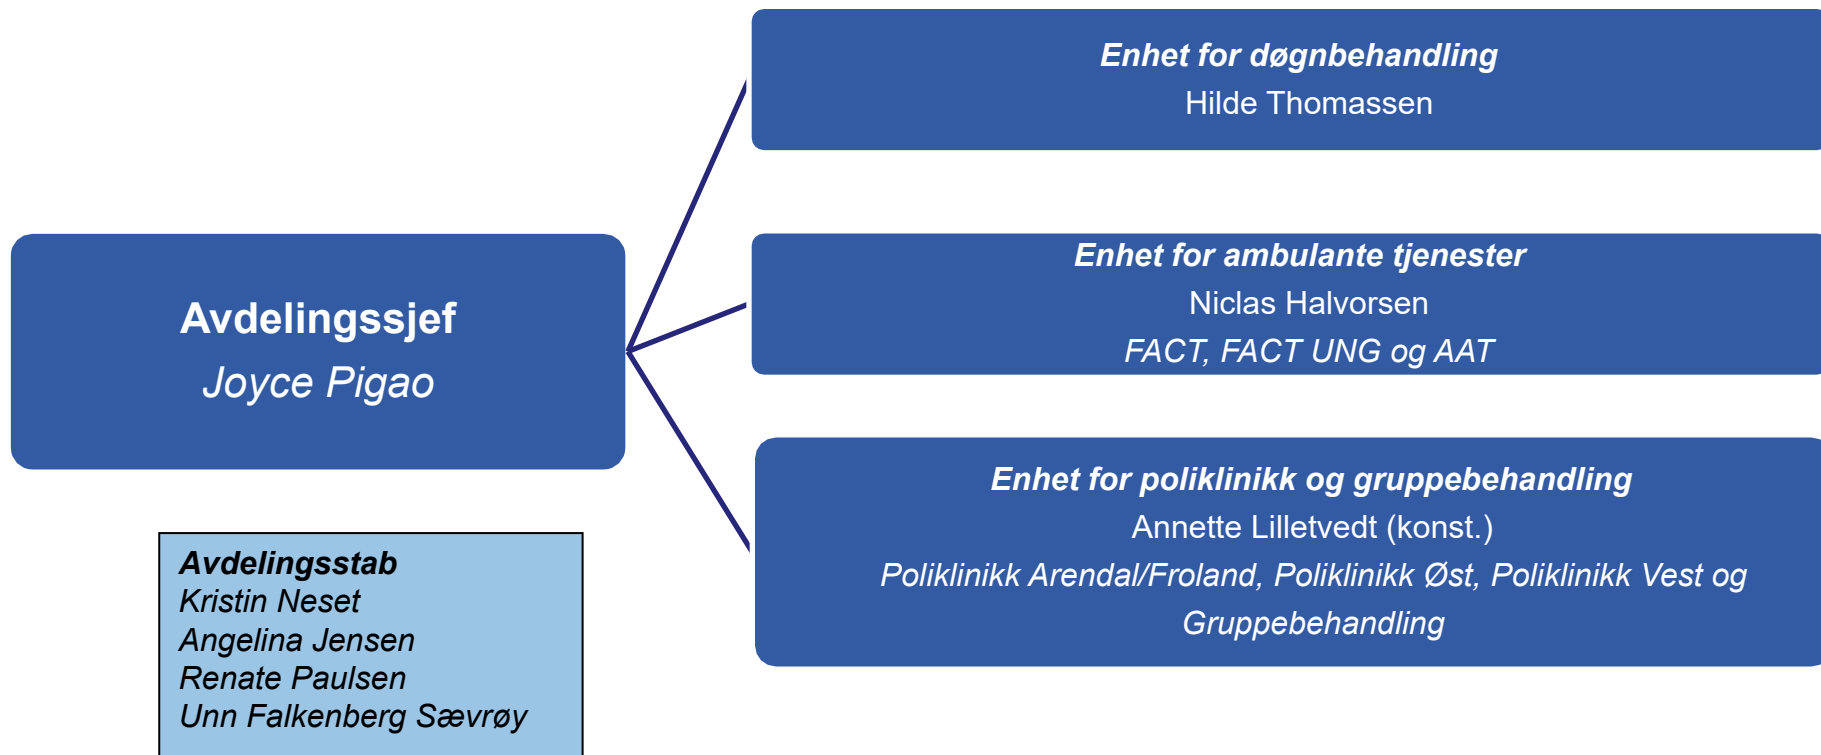 Avdelingssjef
Joyce Pigao
Enhet for døgnbehandling
Hilde Thomassen
Enhet for ambulante tjenester
Niclas Halvorsen
FACT, FACT UNG og AAT
Enhet for poliklinikk og gruppebehandling
Annette Lilletvedt (konst.)
Poliklinikk Arendal/Froland, Poliklinikk Øst, Poliklinikk Vest og
Gruppebehandling
Avdelingsstab
Kristin Neset
Angelina Jensen
Renate Paulsen
Unn Falkenberg Sævrøy